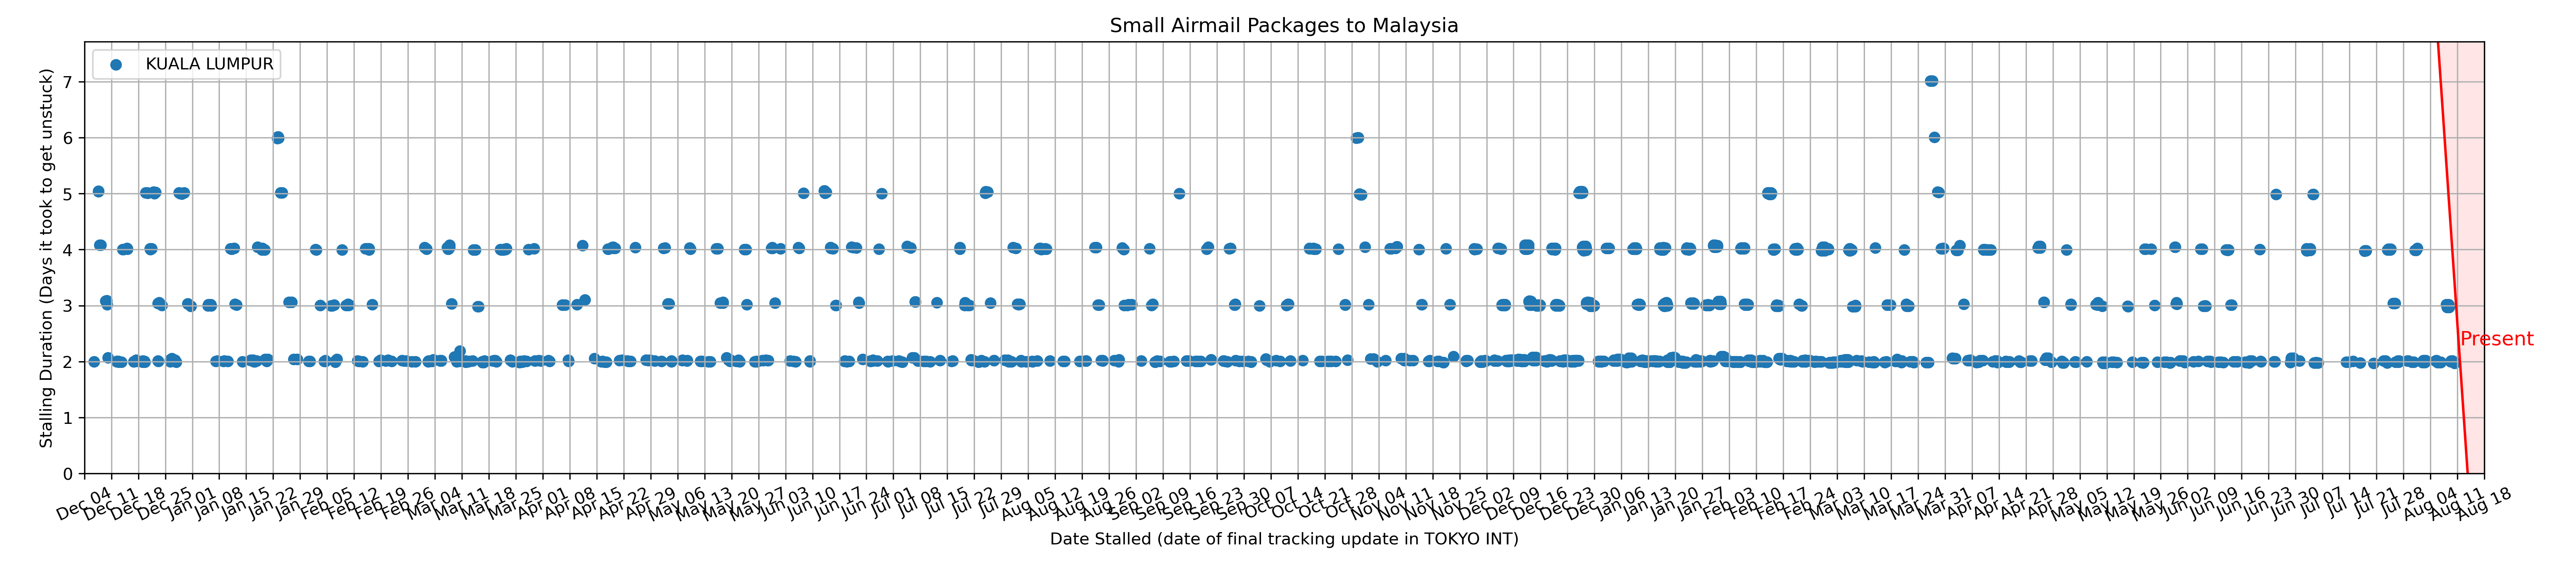 Small Airmail Packages to Malaysia
KUALA LUMPUR
Stalling Duration (Days it took to get unstuck)
7
6
5
4
3
2
1
0
Present
Dec 04 Dec 11 Dec 18 Dec 25 Jan 01 Jan 08 Jan 15 Jan 22 Jan 29 Feb 05 Feb 12 Feb 19 Feb 26 Mar 04 Mar 11 Mar 18 Mar 25 Apr 01 Apr 08 Apr 15 Apr 22 Apr 29 May 06 May 13 May 20 May 27 Jun 03 Jun 10 Jun 17 Jun 24 Jul 01 Jul 08 Jul 15 Jul 22 Jul 29 Aug 05 Aug 12 Aug 19 Aug 26 Sep 02 Sep 09 Sep 16 Sep 23 Sep 30 Oct 07 Oct 14 Oct 21 Oct 28 Nov 04 Nov 11 Nov 18 Nov 25 Dec 02 Dec 09 Dec 16 Dec 23 Dec 30 Jan 06 Jan 13 Jan 20 Jan 27 Feb 03 Feb 10 Feb 17 Feb 24 Mar 03 Mar 10 Mar 17 Mar 24 Mar 31 Apr 07 Apr 14 Apr 21 Apr 28 May 05 May 12 May 19 May 26 Jun 02 Jun 09 Jun 16 Jun 23 Jun 30 Jul 07 Jul 14 Jul 21 Jul 28 Aug 04 Aug 11 Aug 18
Date Stalled (date of final tracking update in TOKYO INT)